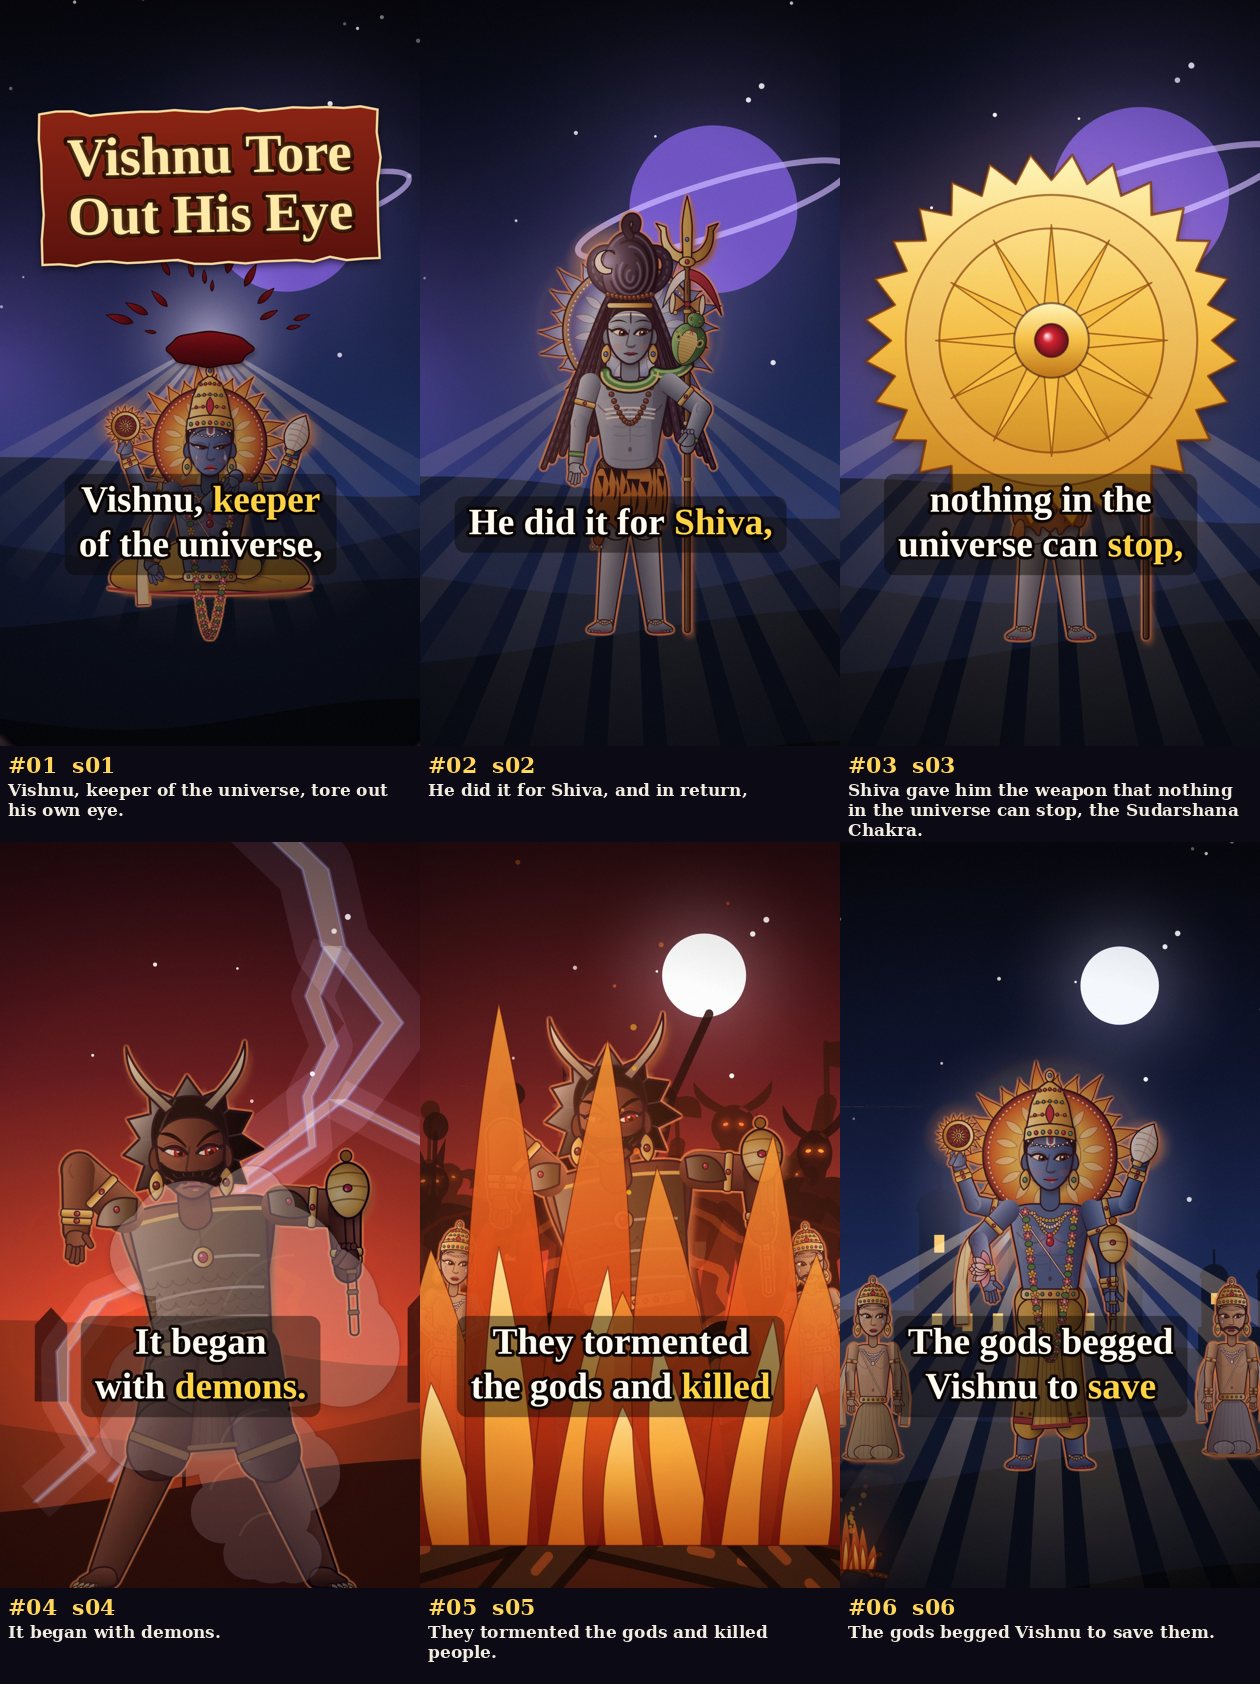 Vishnu Tore
Out His Eye
Vishnu, keeper
of the universe,
#01 s01
Vishnu, keeper of the universe, tore out
his own eye.
He did it for Shiva,
#02 s02
He did it for Shiva, and in return,
nothing in the
universe can stop,
#03 s03
Shiva gave him the weapon that nothing
in the universe can stop, the Sudarshana
Chakra.
It began
with demons.
#04 s04
It began with demons.
They tormented
the gods and killed
#05 s05
They tormented the gods and killed
people.
The gods begged
Vishnu to save
#06 s06
The gods begged Vishnu to save them.